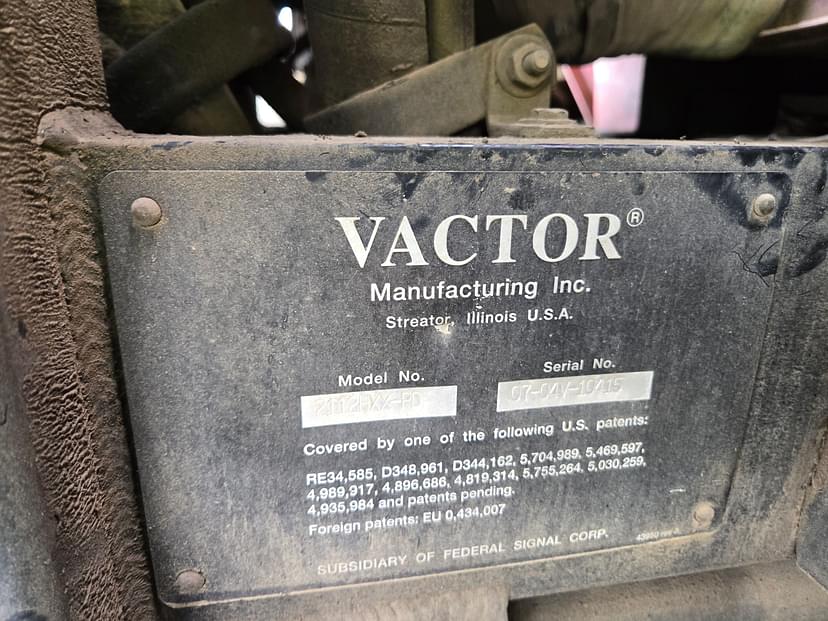 VACTOR®
Manufacturing Inc.
Streator, Illinois U.S.A.
Model No.
Serial No.
07-04V-10415
Covered by one of the following U.S. patents:
RE34,585, D348,961, D344,162, 5,704,989, 5,469,597,
4,989,917, 4,896,686, 4,819,314, 5,755,264, 5,030,259,
4,935,984 and patents pending.
Foreign patents: EU 0,434,007
SUBSIDIARY OF FEDERAL SIGNAL CORP.